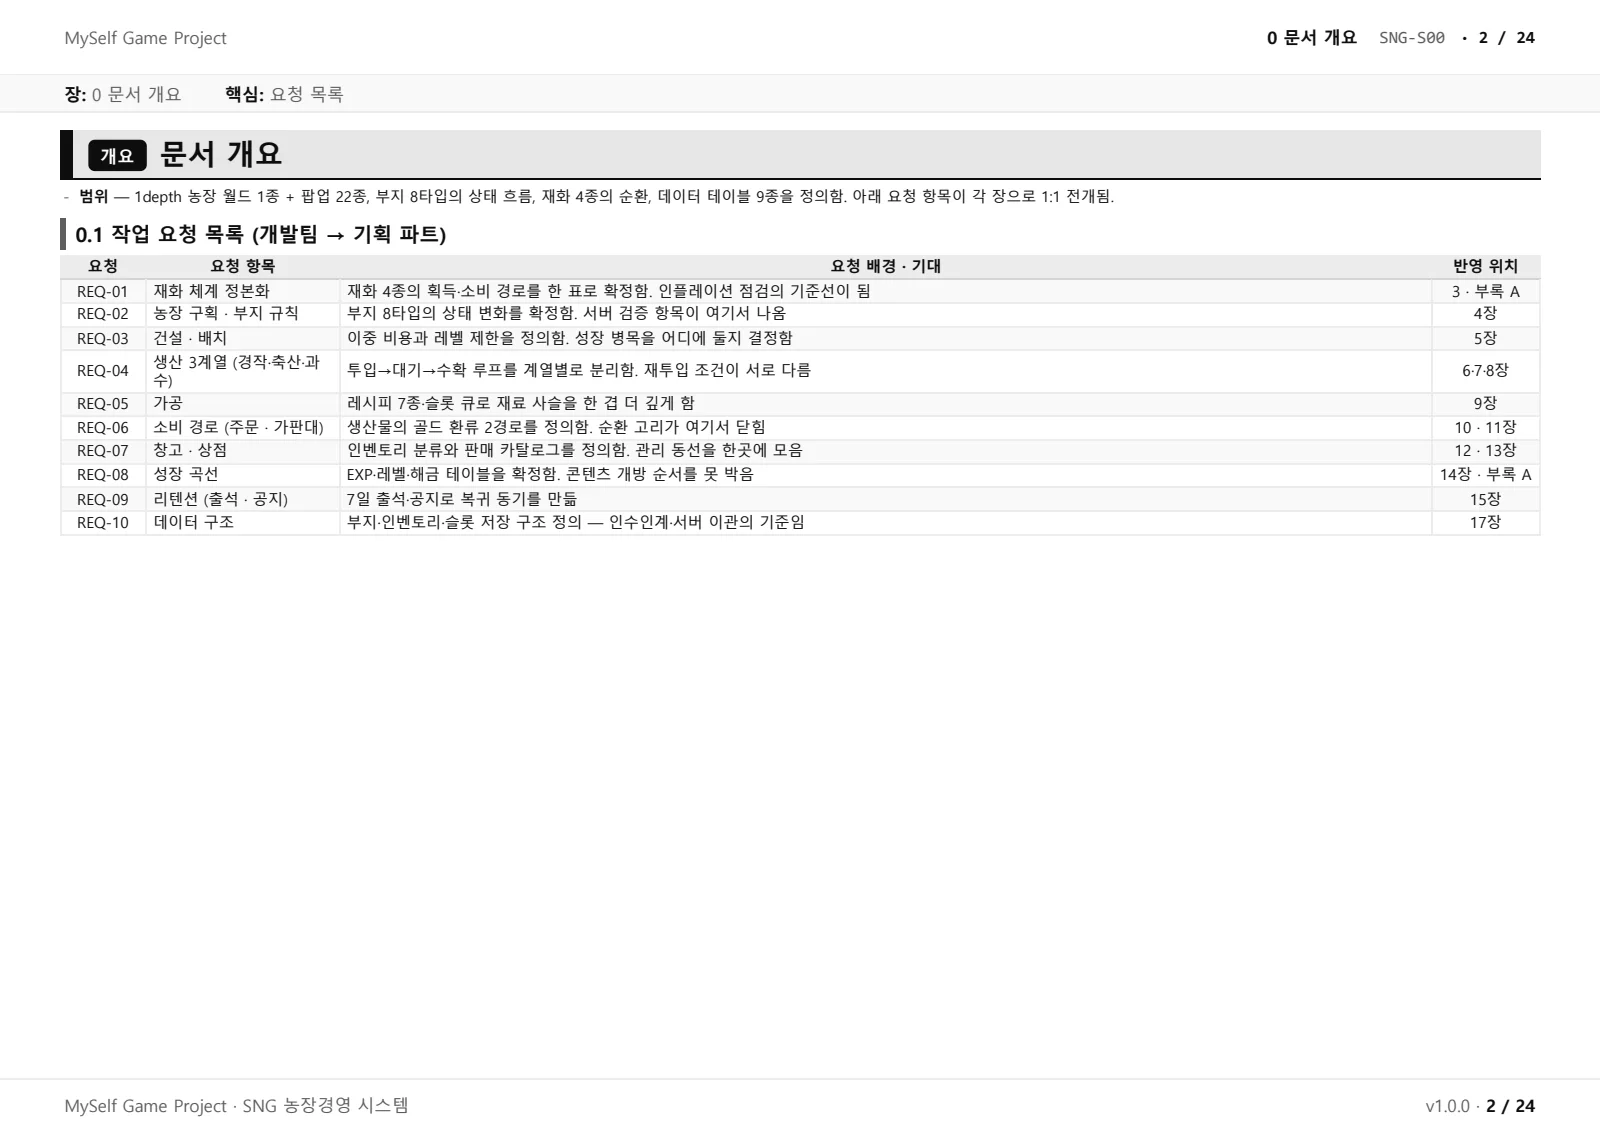 MySelf Game Project
0 문서 개요 SNG-S00 · 2 / 24
장: 0 문서 개요 핵심: 요청 목록
개요 문서 개요
- 범위 — 1depth 농장 월드 1종 + 팝업 22종, 부지 8타입의 상태 흐름, 재화 4종의 순환, 데이터 테이블 9종을 정의함. 아래 요청 항목이 각 장으로 1:1 전개됨.
0.1 작업 요청 목록 (개발팀 → 기획 파트)
요청 요청 항목 요청 배경 · 기대 반영 위치
REQ-01 재화 체계 정본화 재화 4종의 획득·소비 경로를 한 표로 확정함. 인플레이션 점검의 기준선이 됨 3 · 부록 A
REQ-02 농장 구획 · 부지 규칙 부지 8타입의 상태 변화를 확정함. 서버 검증 항목이 여기서 나옴 4장
REQ-03 건설 · 배치 이중 비용과 레벨 제한을 정의함. 성장 병목을 어디에 둘지 결정함 5장
REQ-04 생산 3계열 (경작·축산·과
수) 투입→대기→수확 루프를 계열별로 분리함. 재투입 조건이 서로 다름 6·7·8장
REQ-05 가공 레시피 7종·슬롯 큐로 재료 사슬을 한 겹 더 깊게 함 9장
REQ-06 소비 경로 (주문 · 가판대) 생산물의 골드 환류 2경로를 정의함. 순환 고리가 여기서 닫힘 10 · 11장
REQ-07 창고 · 상점 인벤토리 분류와 판매 카탈로그를 정의함. 관리 동선을 한곳에 모음 12 · 13장
REQ-08 성장 곡선 EXP·레벨·해금 테이블을 확정함. 콘텐츠 개방 순서를 못 박음 14장 · 부록 A
REQ-09 리텐션 (출석 · 공지) 7일 출석·공지로 복귀 동기를 만듦 15장
REQ-10 데이터 구조 부지·인벤토리·슬롯 저장 구조 정의 — 인수인계·서버 이관의 기준임 17장
MySelf Game Project · SNG 농장경영 시스템
v1.0.0 · 2 / 24